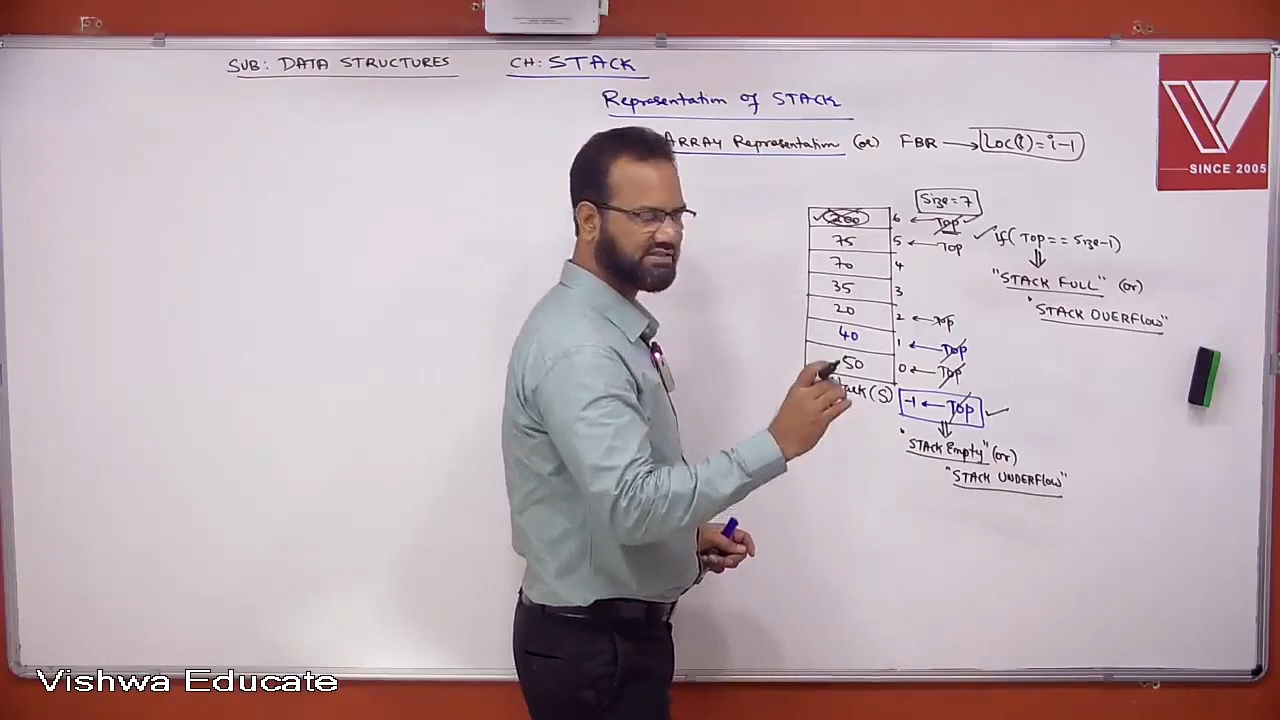 SUB: DATA STRUCTURES CH: STACK
Representation of STACK
ARRAY Representation (or) FBR → Loc(i)=i-1
SINCE 2005
Size=7
200 6 ← Top
75 5 ← Top
if( Top == Size-1)
70 4
35 3
"STACK FULL" (or)
"STACK OVERFLOW"
20 2 ← Top
40 1 ← Top
50 0 ← Top
Stack(S)
-1 ← Top
"STACK Empty" (or)
"STACK UNDERFLOW"
Vishwa Educate